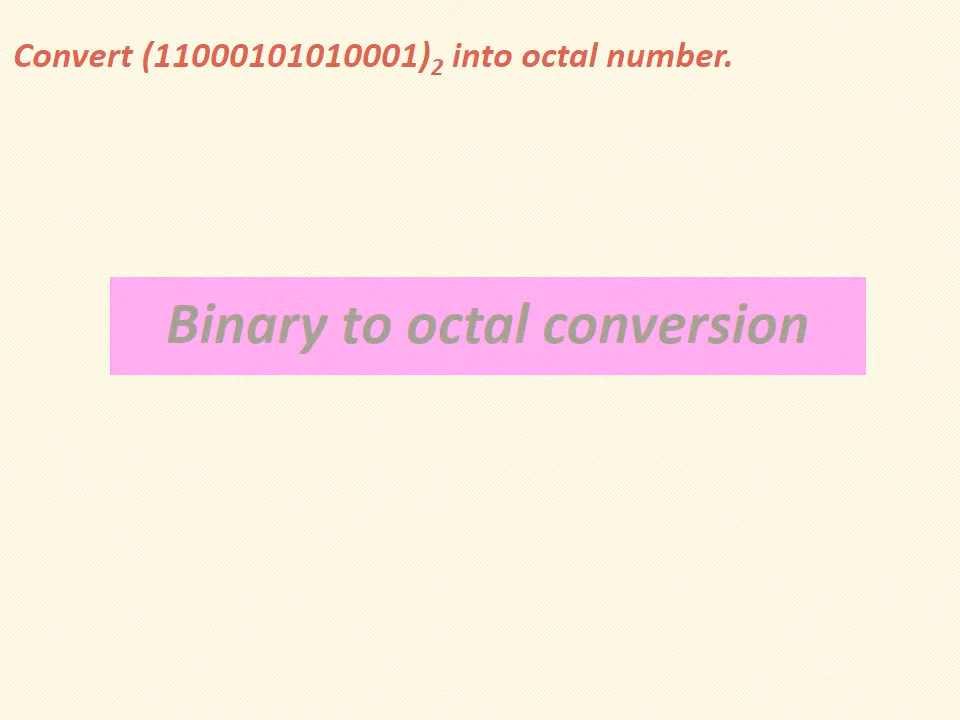 Convert (11000101010001)₂ into octal number.
Binary to octal conversion